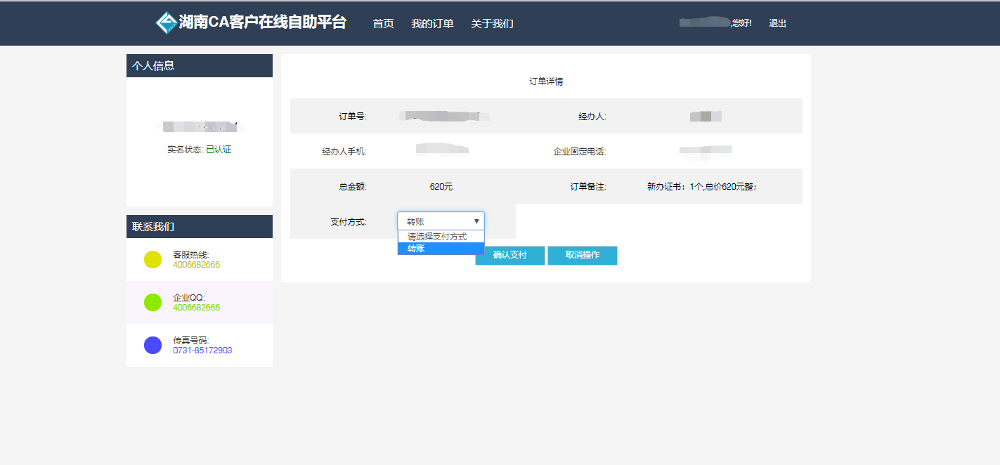 湖南CA客户在线自助平台 首页 我的订单 关于我们 ,您好! 退出
个人信息
实名状态: 已认证
联系我们
客服热线:
4006682666
企业QQ:
4006682666
传真号码:
0731-85172903
订单详情
订单号: 经办人:
经办人手机: 企业固定电话:
总金额: 620元 订单备注: 新办证书：1个,总价620元整;
支付方式: 转账
请选择支付方式
转账
确认支付 取消操作